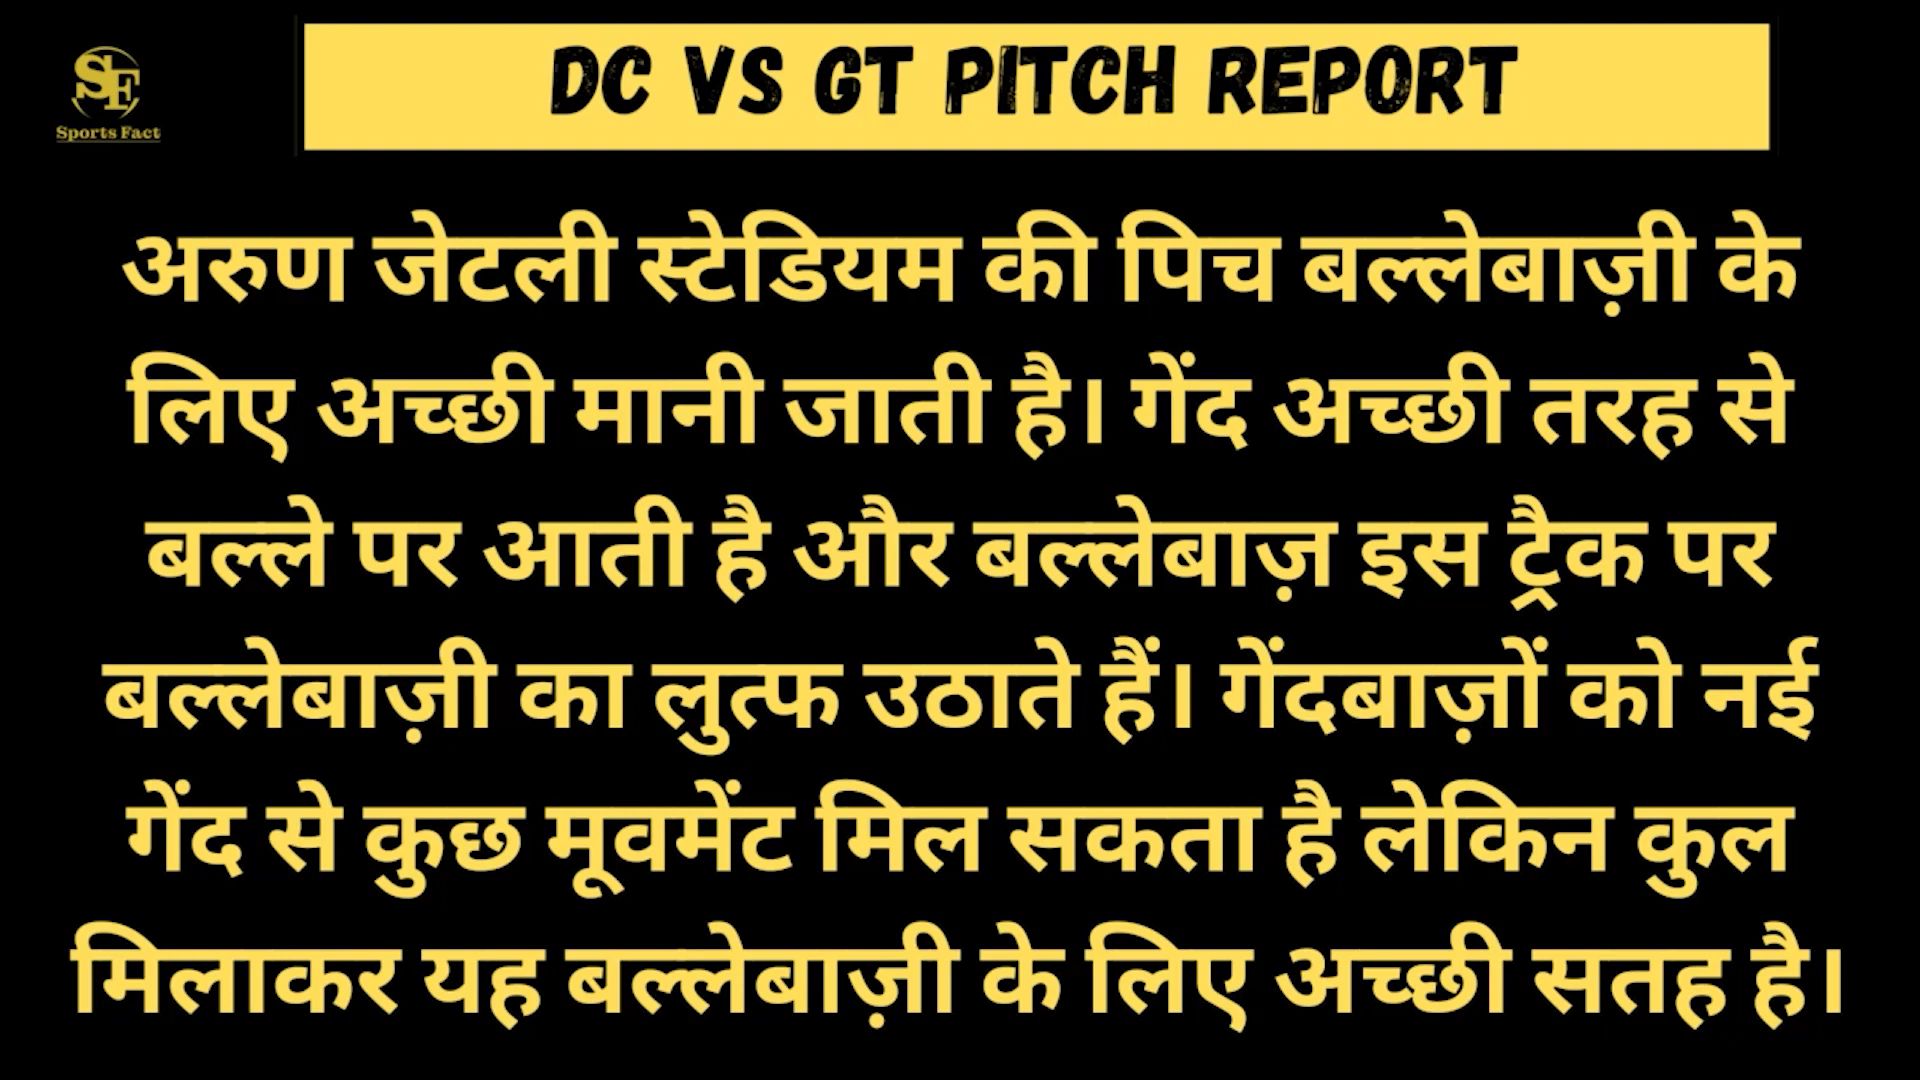 SF
Sports Fact
DC VS GT PITCH REPORT
अरुण जेटली स्टेडियम की पिच बल्लेबाज़ी के
लिए अच्छी मानी जाती है। गेंद अच्छी तरह से
बल्ले पर आती है और बल्लेबाज़ इस ट्रैक पर
बल्लेबाज़ी का लुत्फ उठाते हैं। गेंदबाज़ों को नई
गेंद से कुछ मूवमेंट मिल सकता है लेकिन कुल
मिलाकर यह बल्लेबाज़ी के लिए अच्छी सतह है।